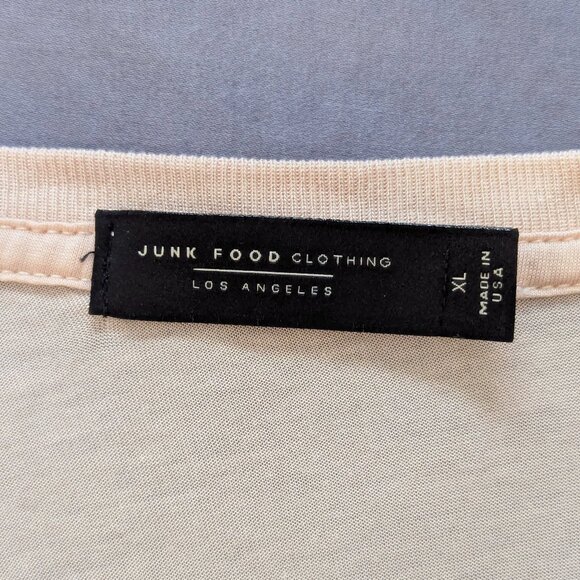 JUNK FOOD CLOTHING
LOS ANGELES
XL
MADE IN
USA